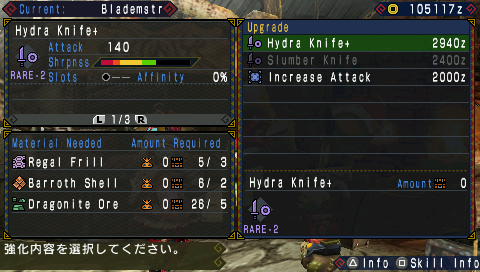 Current: Blademstr
105117z
Hydra Knife+
Attack 140
Shrpnss
RARE-2
Slots ●-- Affinity 0%
L 1/3 R
Upgrade
Hydra Knife+ 2940z
Slumber Knife 2400z
Increase Attack 2000z
Material Needed Amount Required
Regal Frill 0 5/ 3
Barroth Shell 0 6/ 2
Dragonite Ore 0 26/ 5
Hydra Knife+ Amount 0
RARE-2
強化内容を選択してください。
△ Info □ Skill Info